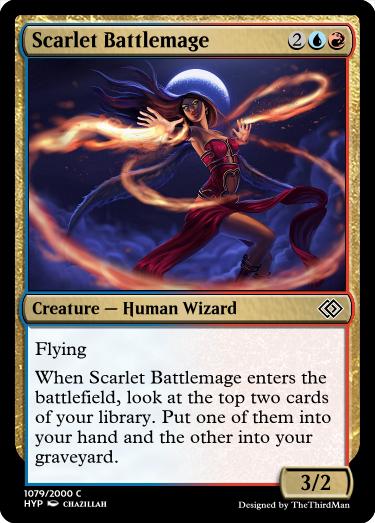 Scarlet Battlemage 2
Creature — Human Wizard
Flying
When Scarlet Battlemage enters the
battlefield, look at the top two cards
of your library. Put one of them into
your hand and the other into your
graveyard.
3/2
1079/2000 C
HYP CHAZILLAH Designed by TheThirdMan